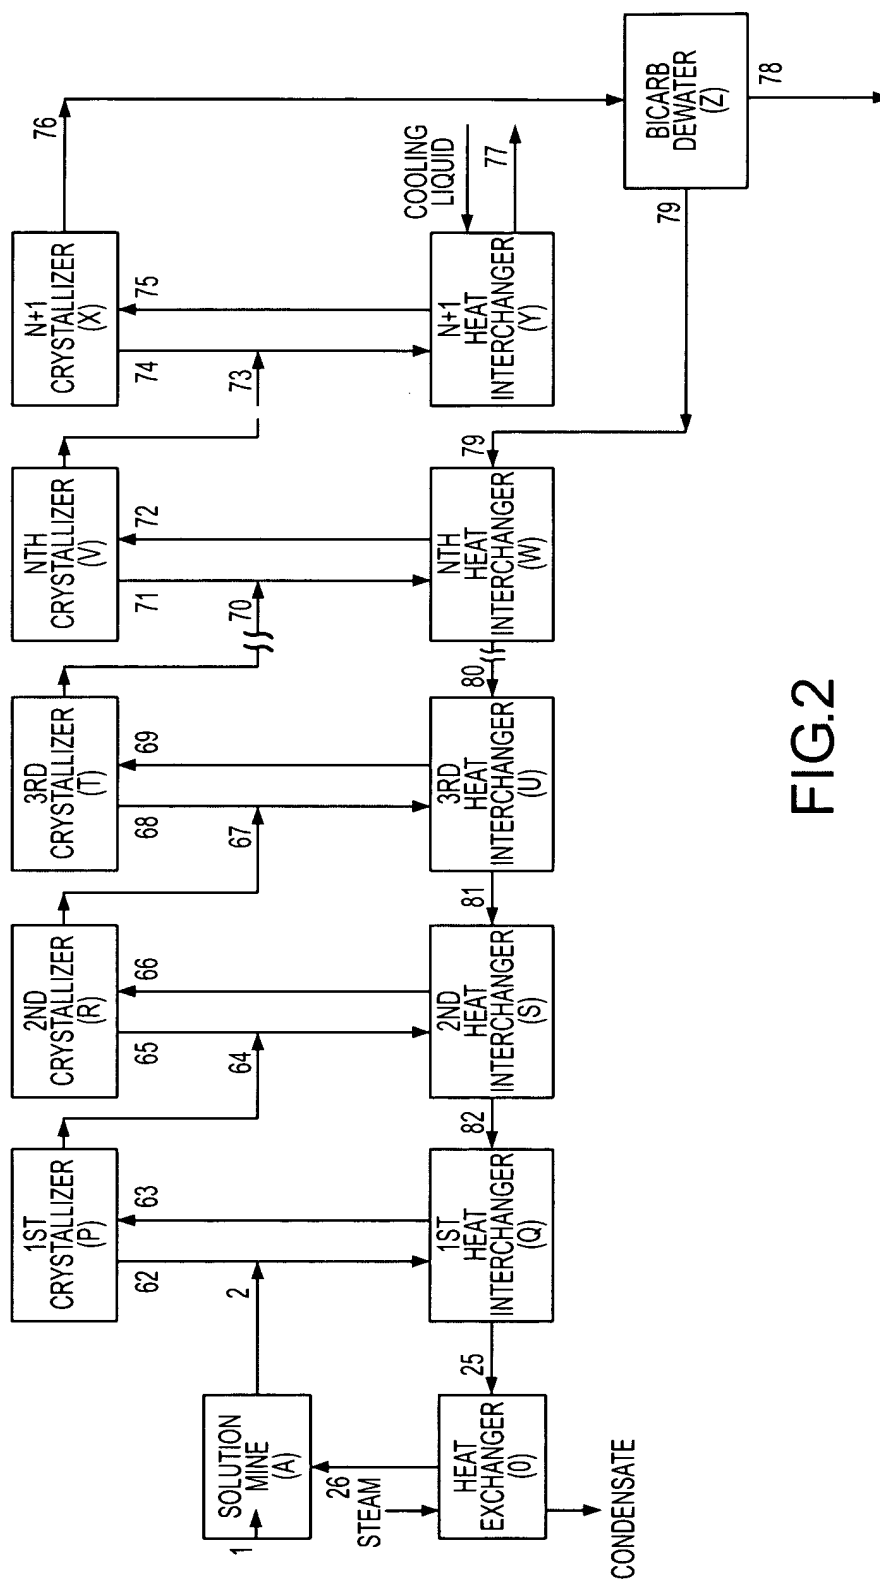 1ST
CRYSTALLIZER
(P)
2ND
CRYSTALLIZER
(R)
3RD
CRYSTALLIZER
(T)
NTH
CRYSTALLIZER
(V)
N+1
CRYSTALLIZER
(X)
76
62
63
65
66
68
69
71
72
74
75
2
64
67
70
73
1
SOLUTION
MINE
(A)
26
STEAM
COOLING
LIQUID
77
HEAT
EXCHANGER
(0)
25
1ST
HEAT
INTERCHANGER
(Q)
82
2ND
HEAT
INTERCHANGER
(S)
81
3RD
HEAT
INTERCHANGER
(U)
80
NTH
HEAT
INTERCHANGER
(W)
79
N+1
HEAT
INTERCHANGER
(Y)
CONDENSATE
79
BICARB
DEWATER
(Z)
78
FIG.2